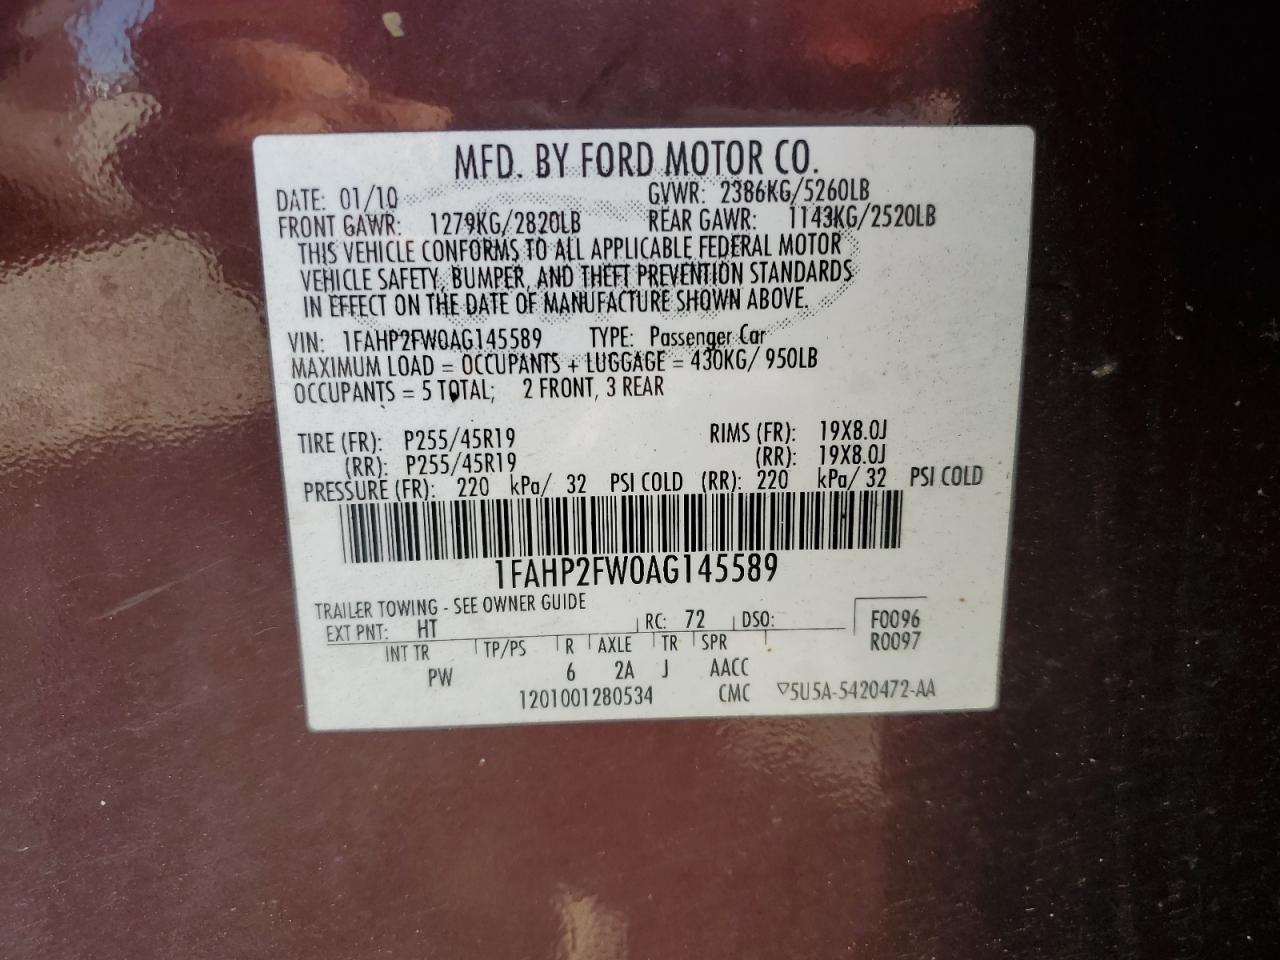 MFD. BY FORD MOTOR CO.
DATE: 01/10 GVWR: 2386KG/5260LB
FRONT GAWR: 1279KG/2820LB REAR GAWR: 1143KG/2520LB
THIS VEHICLE CONFORMS TO ALL APPLICABLE FEDERAL MOTOR
VEHICLE SAFETY, BUMPER, AND THEFT PREVENTION STANDARDS
IN EFFECT ON THE DATE OF MANUFACTURE SHOWN ABOVE.
VIN: 1FAHP2FW0AG145589 TYPE: Passenger Car
MAXIMUM LOAD = OCCUPANTS + LUGGAGE = 430KG/ 950LB
OCCUPANTS = 5 TOTAL; 2 FRONT, 3 REAR
TIRE (FR): P255/45R19 RIMS (FR): 19X8.0J
(RR): P255/45R19 (RR): 19X8.0J
PRESSURE (FR): 220 kPa/ 32 PSI COLD (RR): 220 kPa/ 32 PSI COLD
1FAHP2FW0AG145589
TRAILER TOWING - SEE OWNER GUIDE
EXT PNT: HT RC: 72 DSO: F0096
INT TR TP/PS R AXLE TR SPR R0097
PW 6 2A J AACC
1201001280534 CMC ▽5U5A-5420472-AA